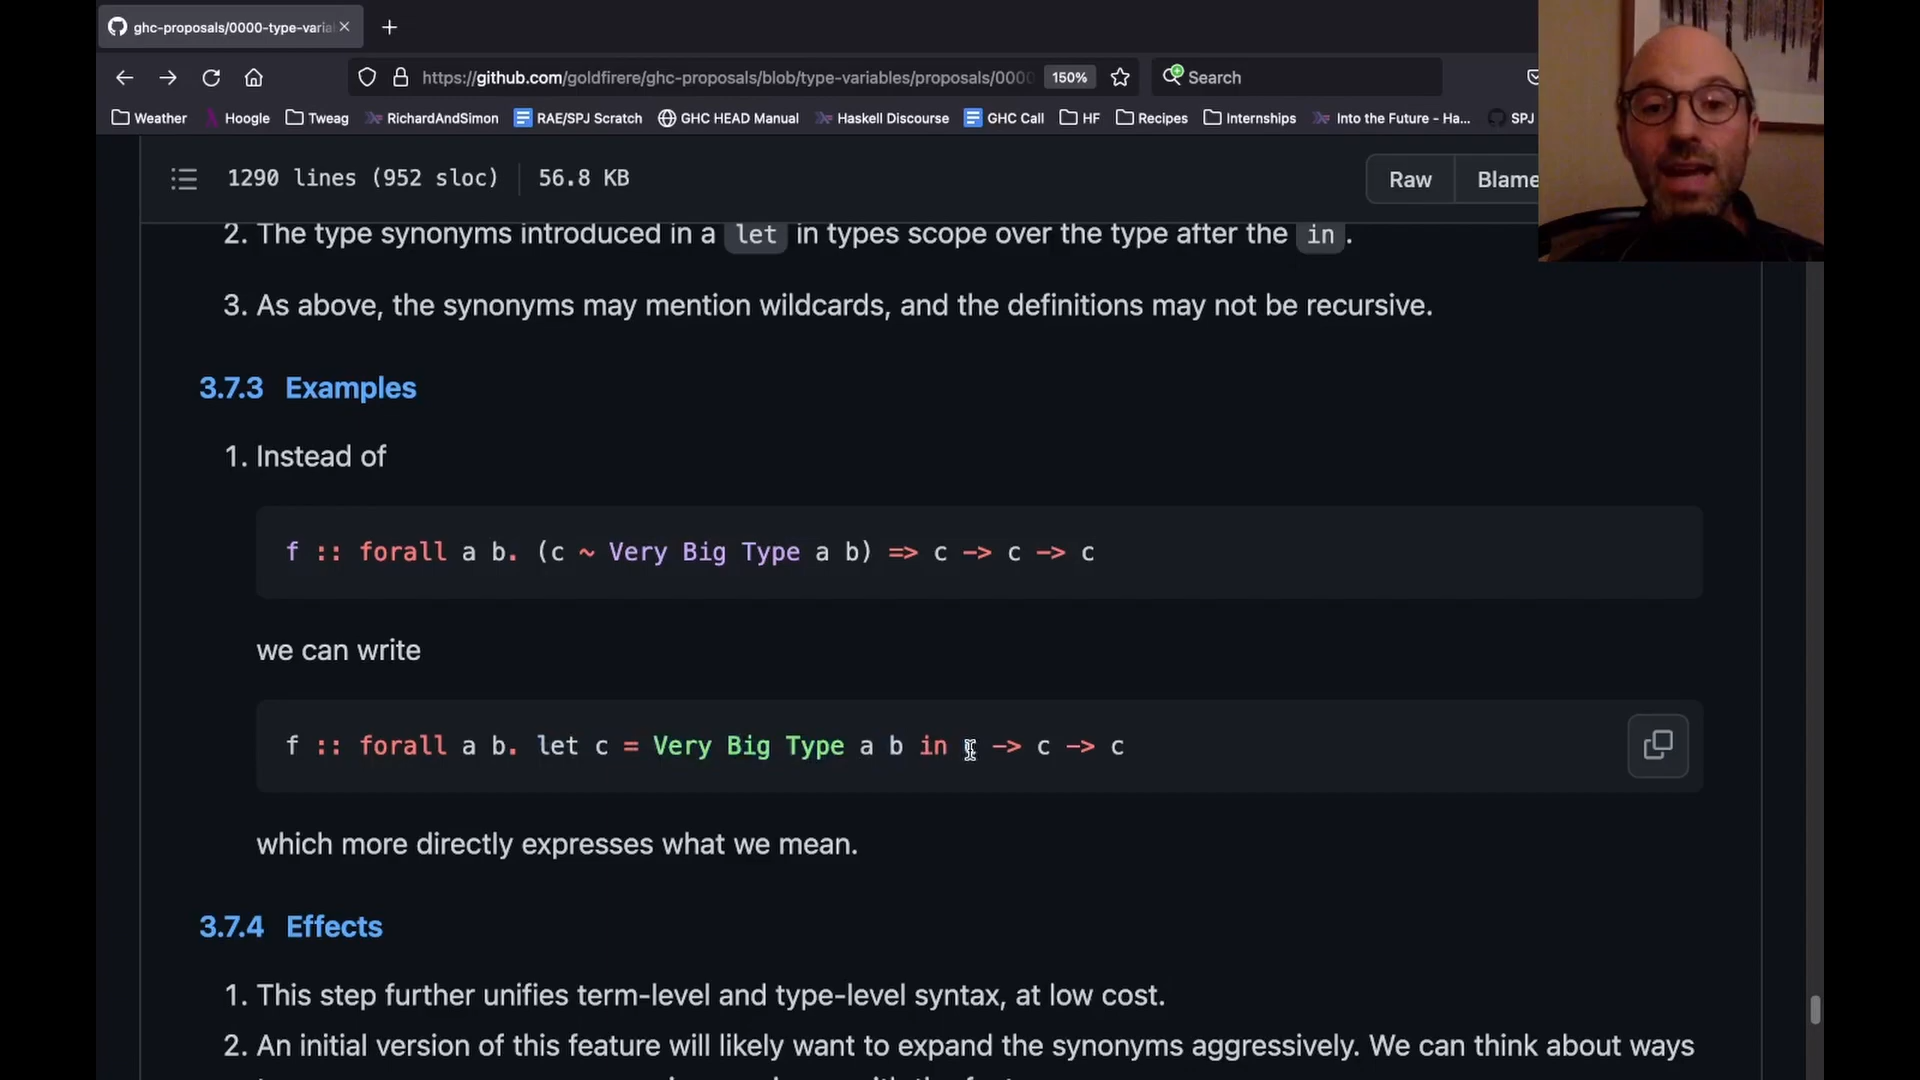 ghc-proposals/0000-type-varia
https://github.com/goldfirere/ghc-proposals/blob/type-variables/proposals/0000
150%
Search
Weather
Hoogle
Tweag
RichardAndSimon
RAE/SPJ Scratch
GHC HEAD Manual
Haskell Discourse
GHC Call
HF
Recipes
Internships
Into the Future - Ha...
SPJ
1290 lines (952 sloc)
56.8 KB
Raw
Blame
2. The type synonyms introduced in a let in types scope over the type after the in.
3. As above, the synonyms may mention wildcards, and the definitions may not be recursive.
3.7.3 Examples
1. Instead of
f :: forall a b. (c ~ Very Big Type a b) => c -> c -> c
we can write
f :: forall a b. let c = Very Big Type a b in c -> c -> c
which more directly expresses what we mean.
3.7.4 Effects
1. This step further unifies term-level and type-level syntax, at low cost.
2. An initial version of this feature will likely want to expand the synonyms aggressively. We can think about ways